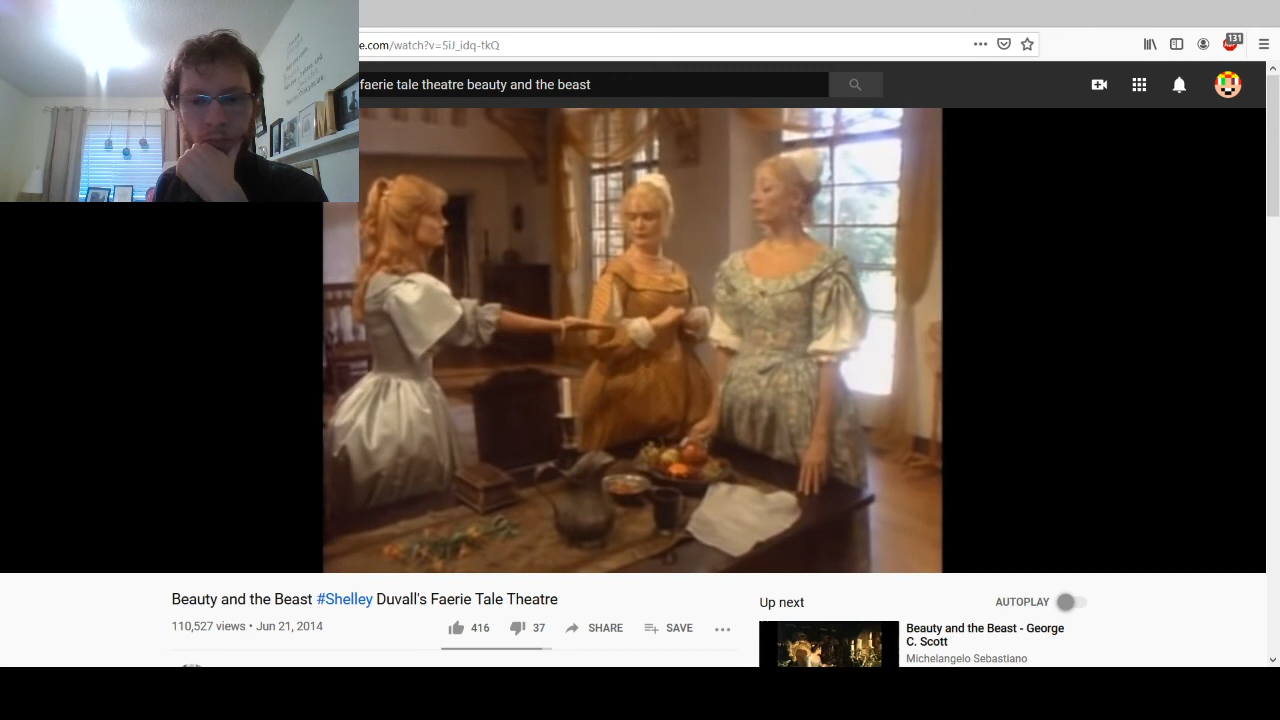 e.com/watch?v=5iJ_idq-tkQ
131
faerie tale theatre beauty and the beast
Beauty and the Beast #Shelley Duvall's Faerie Tale Theatre
110,527 views • Jun 21, 2014
416
37
SHARE
SAVE
Up next
AUTOPLAY
Beauty and the Beast - George
C. Scott
Michelangelo Sebastiano